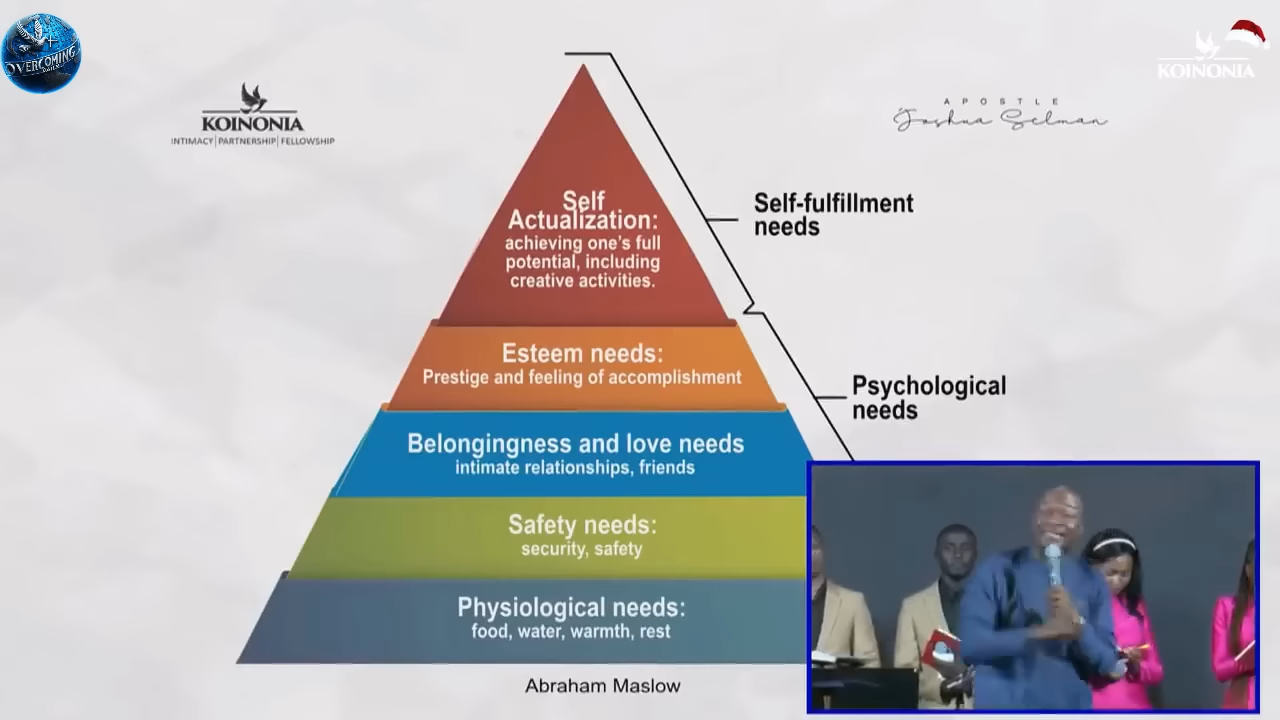 OVERCOMING
KOINONIA
KOINONIA
INTIMACY | PARTNERSHIP | FELLOWSHIP
APOSTLE
Joshua Selman
Self
Actualization:
achieving one's full
potential, including
creative activities.
Self-fulfillment
needs
Esteem needs:
Prestige and feeling of accomplishment
Psychological
needs
Belongingness and love needs
intimate relationships, friends
Safety needs:
security, safety
Physiological needs:
food, water, warmth, rest
Abraham Maslow